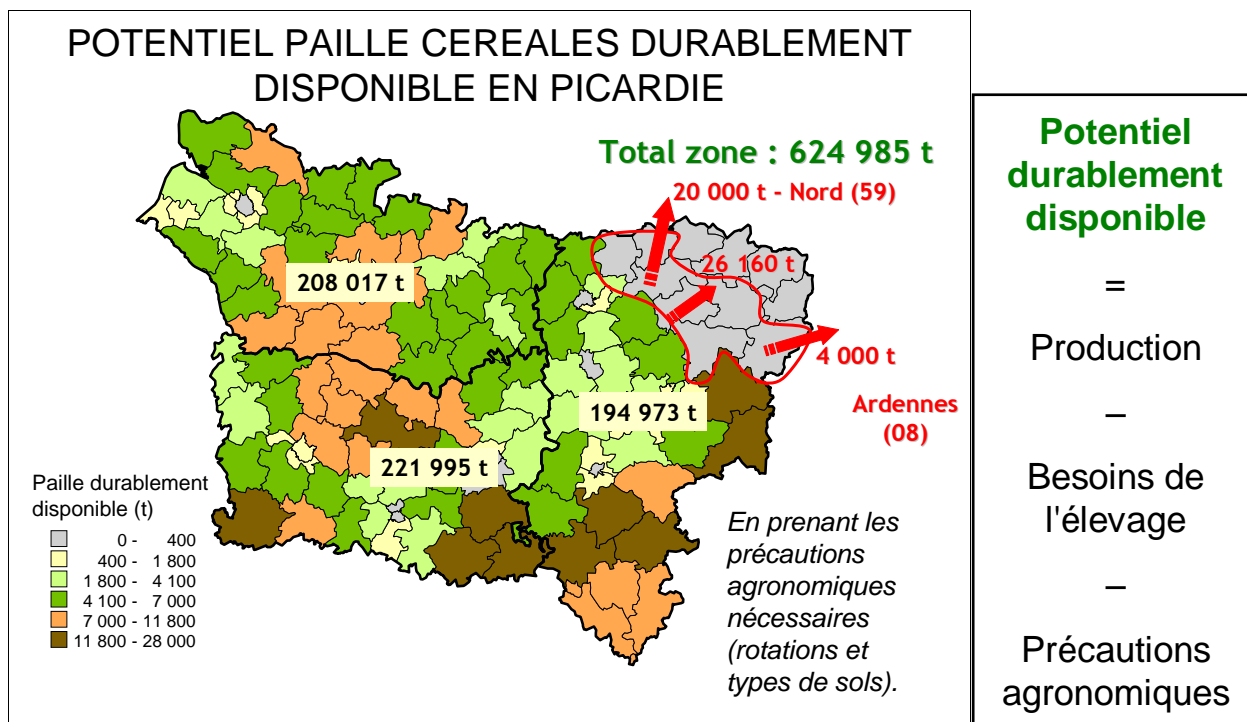 POTENTIEL PAILLE CEREALES DURABLEMENT
DISPONIBLE EN PICARDIE
Total zone : 624 985 t
20 000 t - Nord (59)
26 160 t
208 017 t
4 000 t
194 973 t
Ardennes
(08)
221 995 t
Paille durablement
disponible (t)
0 - 400
400 - 1 800
1 800 - 4 100
4 100 - 7 000
7 000 - 11 800
11 800 - 28 000
En prenant les
précautions
agronomiques
nécessaires
(rotations et
types de sols).
Potentiel
durablement
disponible
=
Production
–
Besoins de
l'élevage
–
Précautions
agronomiques